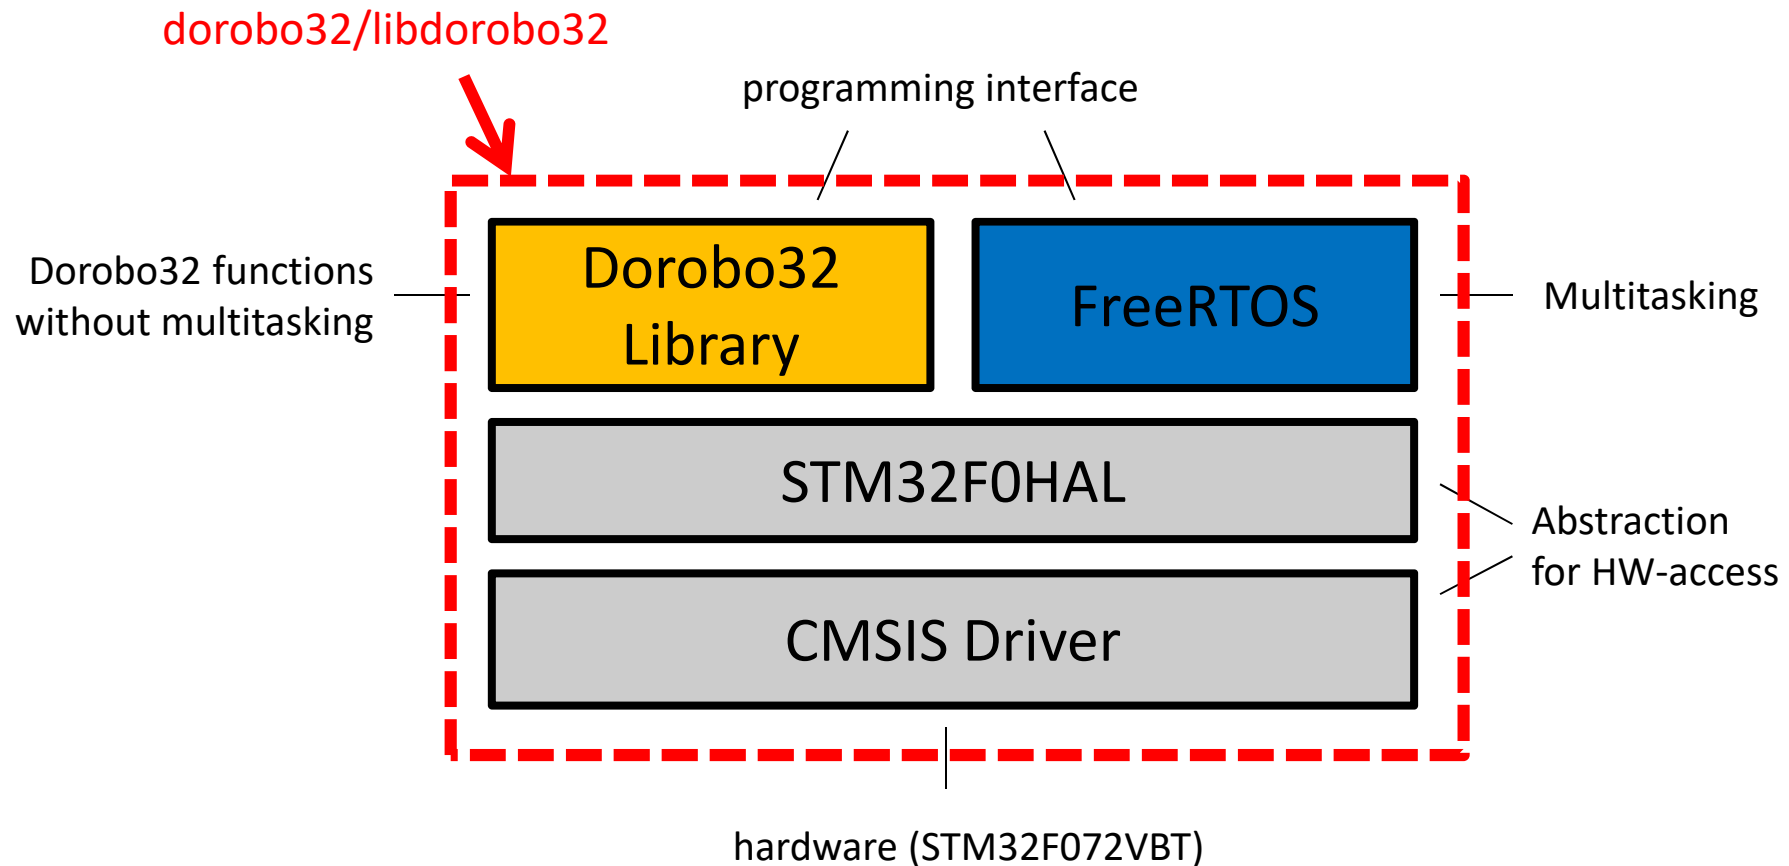 dorobo32/libdorobo32
programming interface
Dorobo32 functions
without multitasking
Dorobo32
Library
FreeRTOS
Multitasking
STM32F0HAL
Abstraction
for HW-access
CMSIS Driver
hardware (STM32F072VBT)